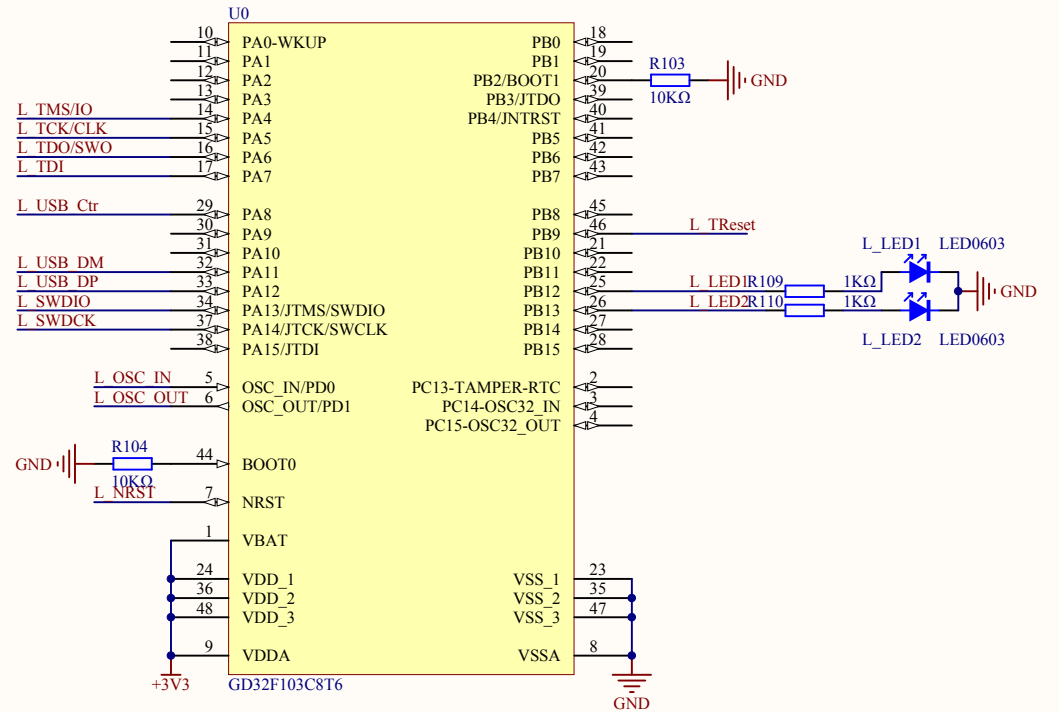 U0
10 PA0-WKUP PB0 18
11 PA1 PB1 19
12 PA2 PB2/BOOT1 20 R103 10KΩ GND
13 PA3 PB3/JTDO 39
L_TMS/IO 14 PA4 PB4/JNTRST 40
L_TCK/CLK 15 PA5 PB5 41
L_TDO/SWO 16 PA6 PB6 42
L_TDI 17 PA7 PB7 43
L_USB_Ctr 29 PA8 PB8 45
30 PA9 PB9 46 L_TReset
31 PA10 PB10 21
L_USB_DM 32 PA11 PB11 22
L_USB_DP 33 PA12 PB12 25 L_LED1 R109 1KΩ L_LED1 LED0603
L_SWDIO 34 PA13/JTMS/SWDIO PB13 26 L_LED2 R110 1KΩ GND
L_SWDCK 37 PA14/JTCK/SWCLK PB14 27
38 PA15/JTDI PB15 28 L_LED2 LED0603
L_OSC_IN 5 OSC_IN/PD0 PC13-TAMPER-RTC 2
L_OSC_OUT 6 OSC_OUT/PD1 PC14-OSC32_IN 3
PC15-OSC32_OUT 4
GND R104 10KΩ 44 BOOT0
L_NRST 7 NRST
1 VBAT
24 VDD_1 VSS_1 23
36 VDD_2 VSS_2 35
48 VDD_3 VSS_3 47
9 VDDA VSSA 8
+3V3 GD32F103C8T6 GND